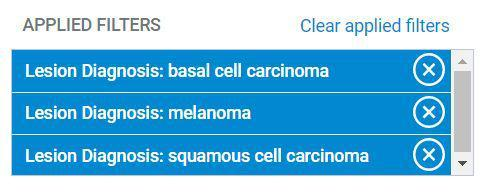 APPLIED FILTERS
Clear applied filters
Lesion Diagnosis: basal cell carcinoma
Lesion Diagnosis: melanoma
Lesion Diagnosis: squamous cell carcinoma